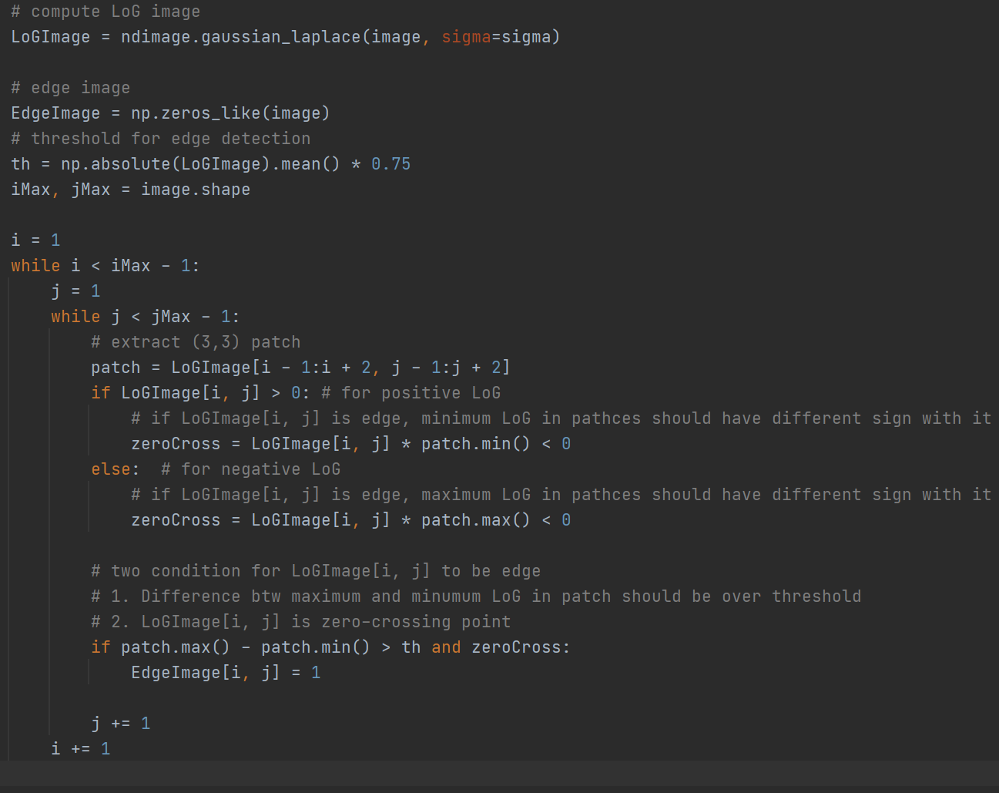 # compute LoG image
LoGImage = ndimage.gaussian_laplace(image, sigma=sigma)
# edge image
EdgeImage = np.zeros_like(image)
# threshold for edge detection
th = np.absolute(LoGImage).mean() * 0.75
iMax, jMax = image.shape
i = 1
while i < iMax - 1:
    j = 1
    while j < jMax - 1:
        # extract (3,3) patch
        patch = LoGImage[i - 1:i + 2, j - 1:j + 2]
        if LoGImage[i, j] > 0: # for positive LoG
            # if LoGImage[i, j] is edge, minimum LoG in pathces should have different sign with it
            zeroCross = LoGImage[i, j] * patch.min() < 0
        else:  # for negative LoG
            # if LoGImage[i, j] is edge, maximum LoG in pathces should have different sign with it
            zeroCross = LoGImage[i, j] * patch.max() < 0
        # two condition for LoGImage[i, j] to be edge
        # 1. Difference btw maximum and minumum LoG in patch should be over threshold
        # 2. LoGImage[i, j] is zero-crossing point
        if patch.max() - patch.min() > th and zeroCross:
            EdgeImage[i, j] = 1
        j += 1
    i += 1